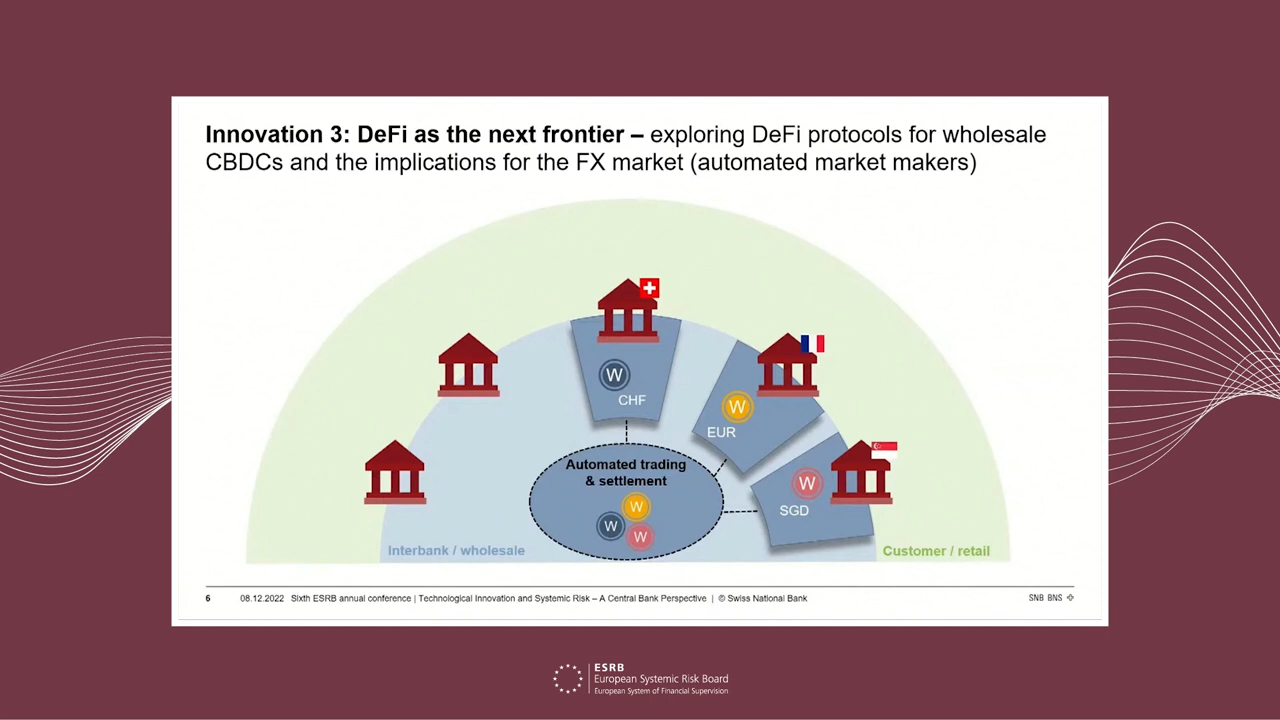 Innovation 3: DeFi as the next frontier – exploring DeFi protocols for wholesale
CBDCs and the implications for the FX market (automated market makers)
W
CHF
W
EUR
Automated trading
& settlement
W
SGD
W
W
W
Interbank / wholesale
Customer / retail
6 08.12.2022 Sixth ESRB annual conference | Technological Innovation and Systemic Risk – A Central Bank Perspective | © Swiss National Bank
SNB BNS
ESRB
European Systemic Risk Board
European System of Financial Supervision